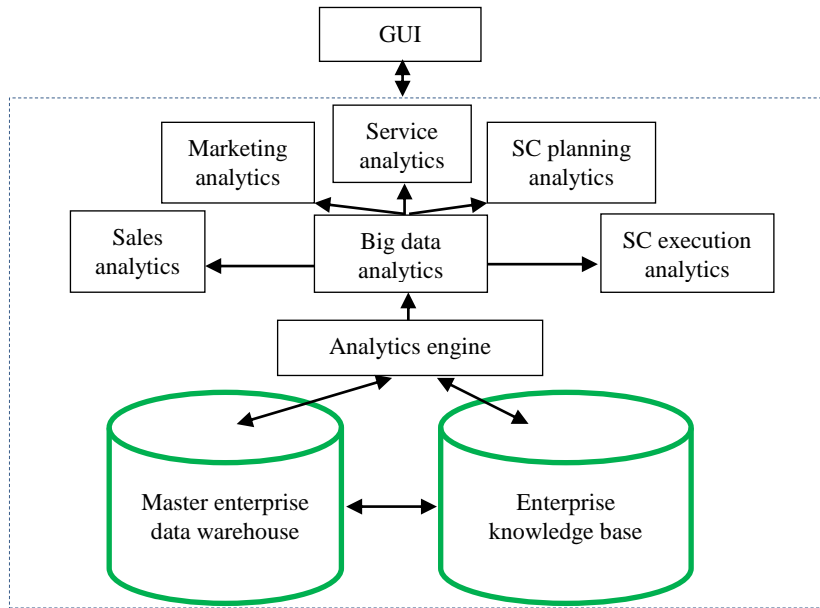 GUI
Service
analytics
Marketing
analytics
SC planning
analytics
Sales
analytics
Big data
analytics
SC execution
analytics
Analytics engine
Master enterprise
data warehouse
Enterprise
knowledge base